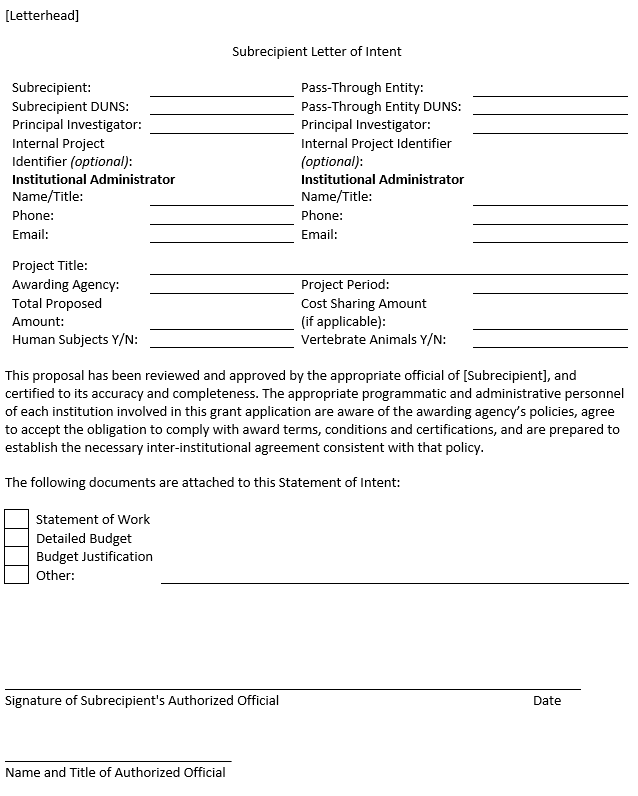 [Letterhead]
Subrecipient Letter of Intent
Subrecipient: Pass-Through Entity:
Subrecipient DUNS: Pass-Through Entity DUNS:
Principal Investigator: Principal Investigator:
Internal Project Internal Project Identifier
Identifier (optional): (optional):
Institutional Administrator Institutional Administrator
Name/Title: Name/Title:
Phone: Phone:
Email: Email:
Project Title:
Awarding Agency: Project Period:
Total Proposed Cost Sharing Amount
Amount: (if applicable):
Human Subjects Y/N: Vertebrate Animals Y/N:
This proposal has been reviewed and approved by the appropriate official of [Subrecipient], and
certified to its accuracy and completeness. The appropriate programmatic and administrative personnel
of each institution involved in this grant application are aware of the awarding agency’s policies, agree
to accept the obligation to comply with award terms, conditions and certifications, and are prepared to
establish the necessary inter-institutional agreement consistent with that policy.
The following documents are attached to this Statement of Intent:
Statement of Work
Detailed Budget
Budget Justification
Other:
Signature of Subrecipient's Authorized Official Date
Name and Title of Authorized Official